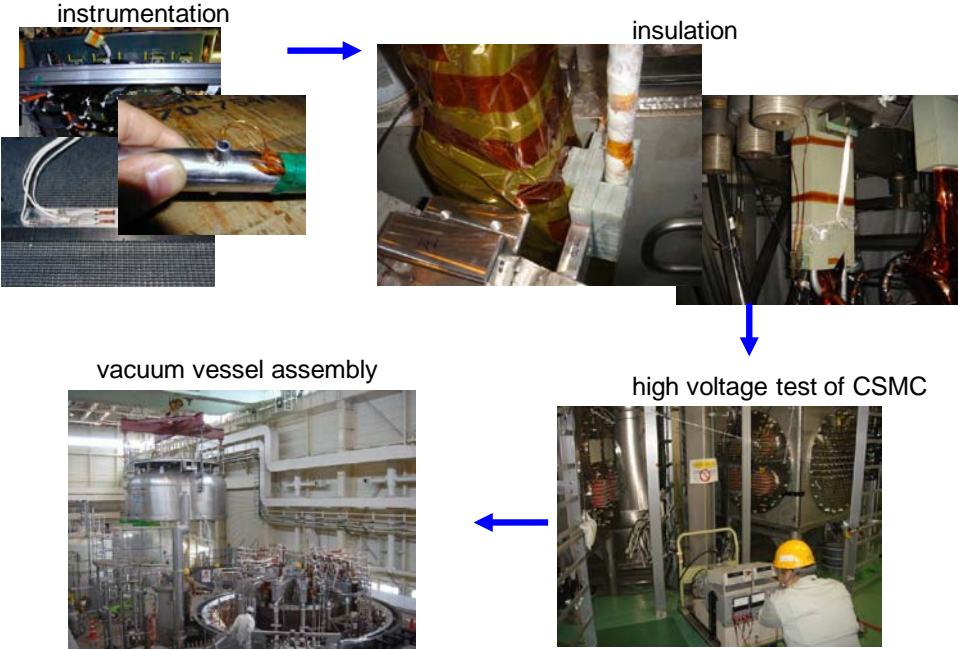 instrumentation
insulation
high voltage test of CSMC
vacuum vessel assembly